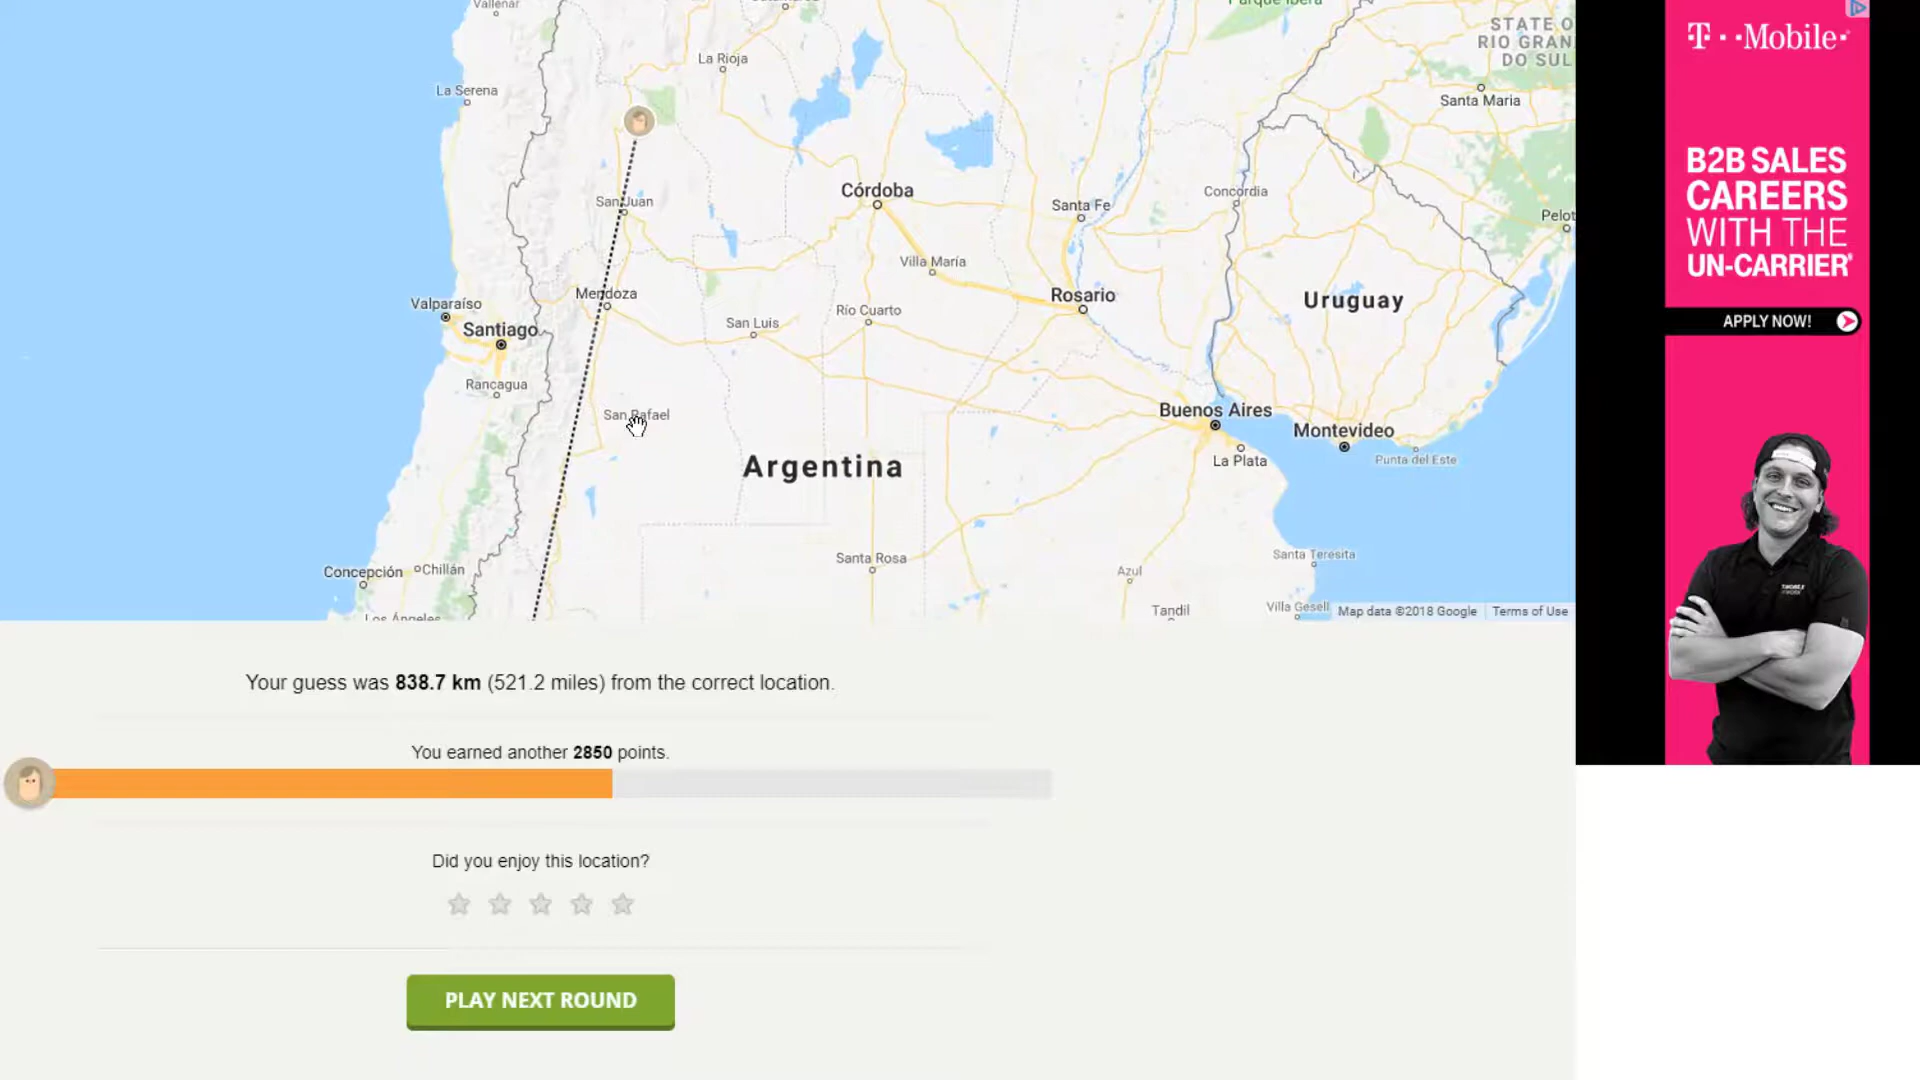 Vallenar
Parque Iberá
STATE O
RIO GRAN
DO SUL
La Rioja
La Serena
Santa Maria
Córdoba
Concordia
San Juan
Santa Fe
Pelot
Villa María
Mendoza
Rosario
Uruguay
Valparaíso
Río Cuarto
San Luis
Santiago
Rancagua
San Rafael
Buenos Aires
Montevideo
La Plata
Punta del Este
Argentina
Santa Rosa
Santa Teresita
Concepción
Chillán
Azul
Tandil
Villa Gesell
Los Ángeles
Map data ©2018 Google
Terms of Use
Your guess was 838.7 km (521.2 miles) from the correct location.
You earned another 2850 points.
Did you enjoy this location?
PLAY NEXT ROUND
T··Mobile·
B2B SALES
CAREERS
WITH THE
UN-CARRIER®
APPLY NOW!